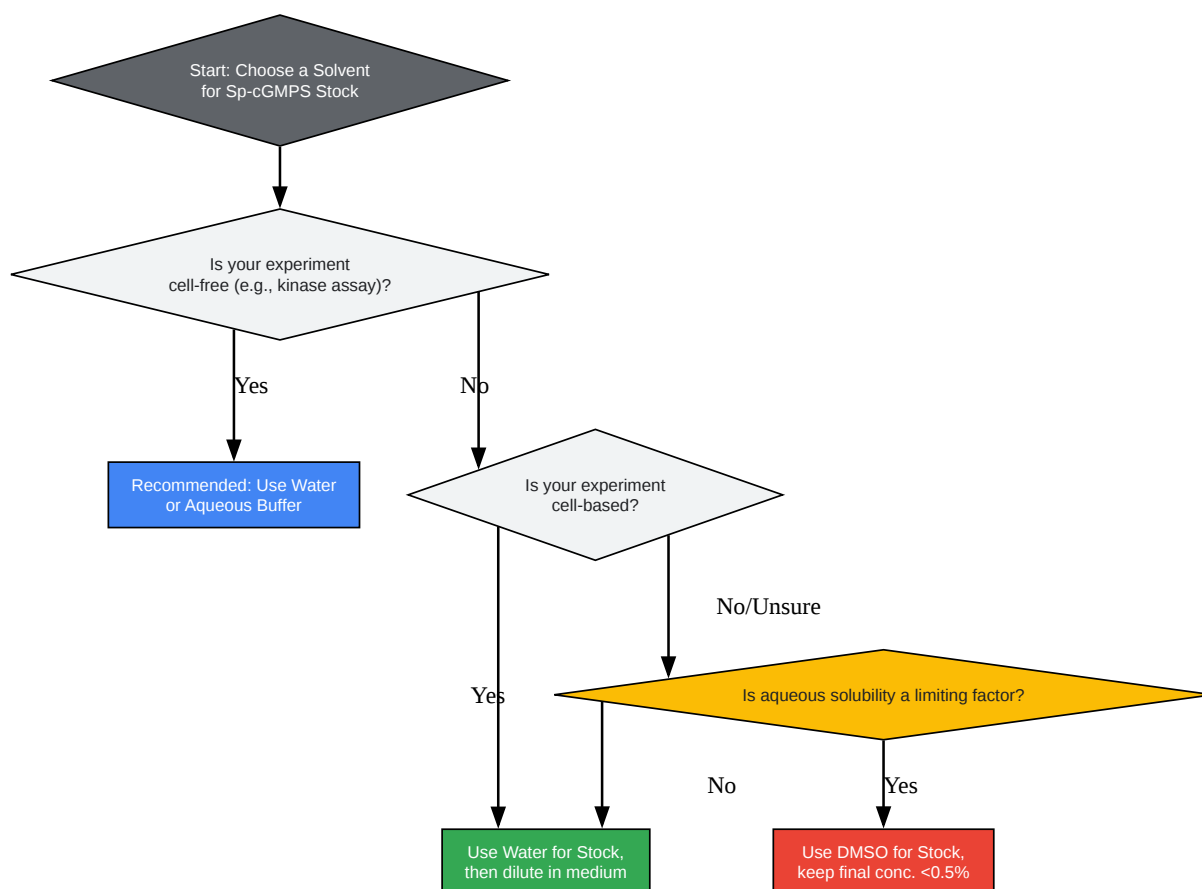 Start: Choose a Solvent
for Sp-cGMPS Stock
Is your experiment
cell-free (e.g., kinase assay)?
Yes
No
Recommended: Use Water
or Aqueous Buffer
Is your experiment
cell-based?
No/Unsure
Yes
Is aqueous solubility a limiting factor?
No
Yes
Use Water for Stock,
then dilute in medium
Use DMSO for Stock,
keep final conc. <0.5%